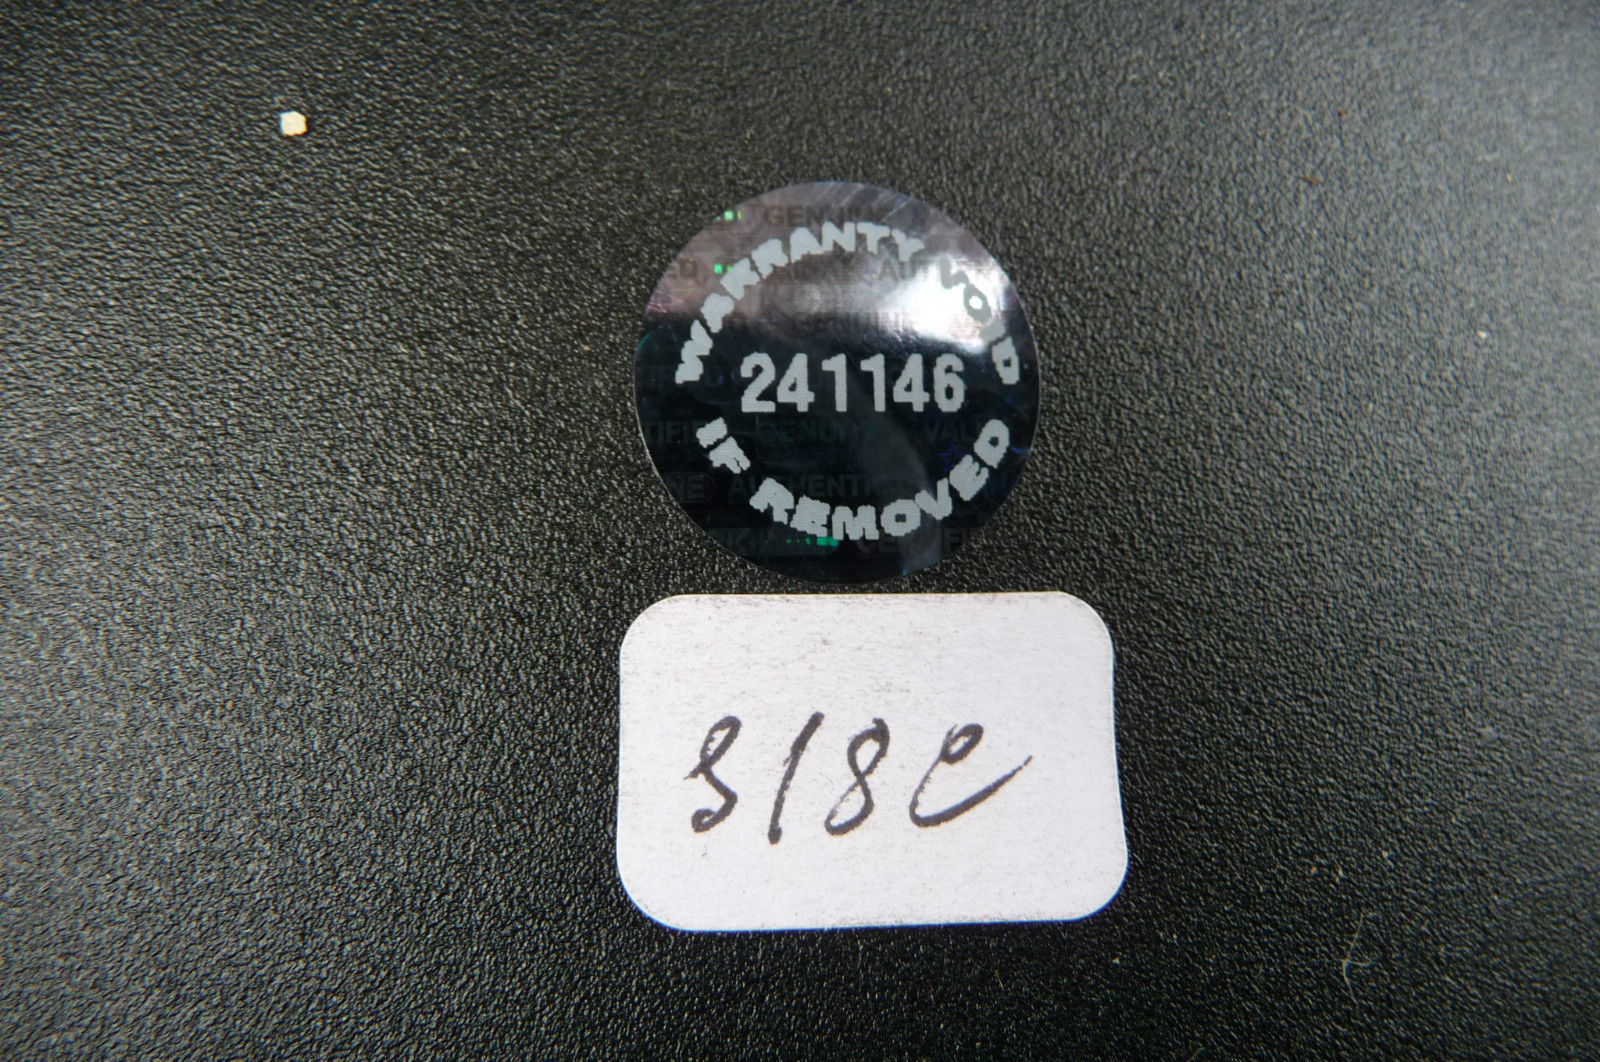 WARRANTY VOID
241146
IF REMOVED
318e